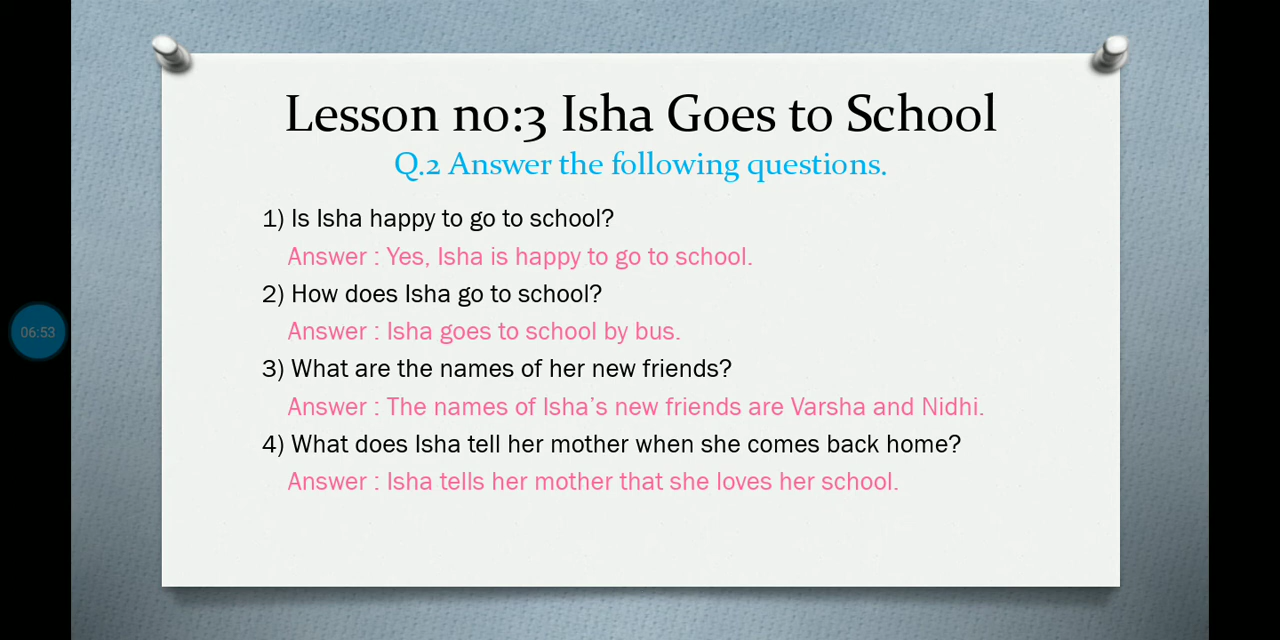 Lesson no:3 Isha Goes to School
Q.2 Answer the following questions.
1) Is Isha happy to go to school?
Answer : Yes, Isha is happy to go to school.
2) How does Isha go to school?
06:53
Answer : Isha goes to school by bus.
3) What are the names of her new friends?
Answer : The names of Isha’s new friends are Varsha and Nidhi.
4) What does Isha tell her mother when she comes back home?
Answer : Isha tells her mother that she loves her school.